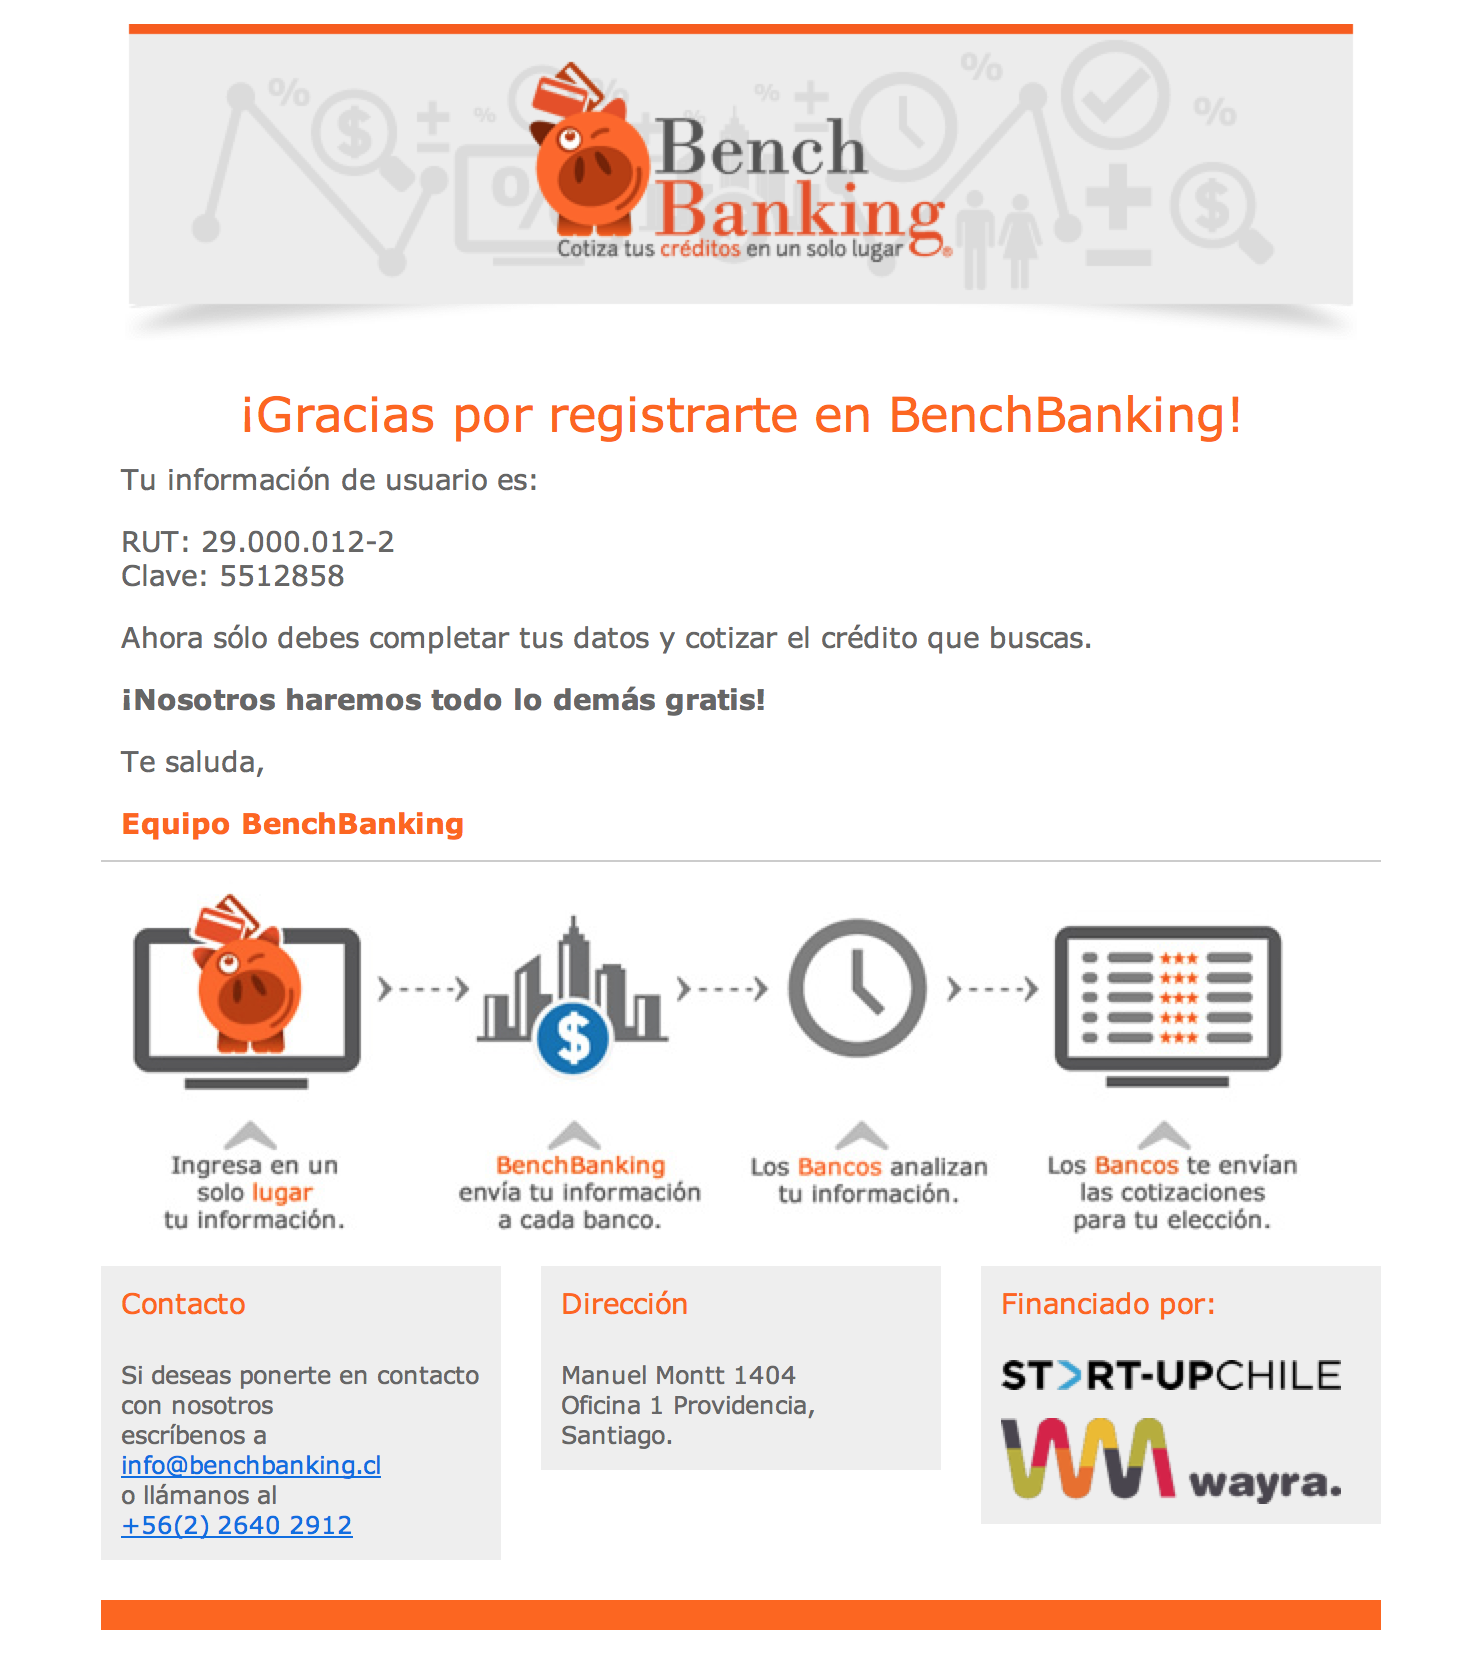 Bench
Banking®
Cotiza tus créditos en un solo lugar
¡Gracias por registrarte en BenchBanking!
Tu información de usuario es:
RUT: 29.000.012-2
Clave: 5512858
Ahora sólo debes completar tus datos y cotizar el crédito que buscas.
¡Nosotros haremos todo lo demás gratis!
Te saluda,
Equipo BenchBanking
Ingresa en un
solo lugar
tu información.
BenchBanking
envía tu información
a cada banco.
Los Bancos analizan
tu información.
Los Bancos te envían
las cotizaciones
para tu elección.
Contacto
Si deseas ponerte en contacto
con nosotros
escríbenos a
info@benchbanking.cl
o llámanos al
+56(2) 2640 2912
Dirección
Manuel Montt 1404
Oficina 1 Providencia,
Santiago.
Financiado por:
START-UPCHILE
wayra.